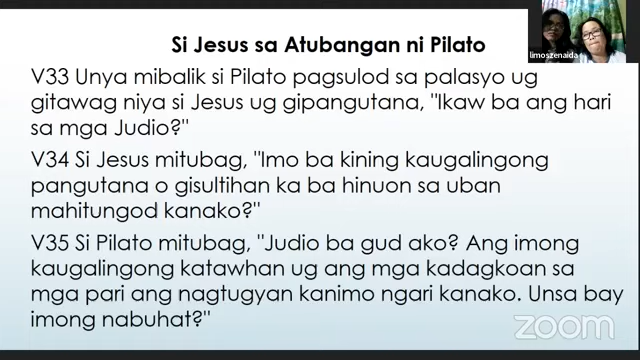 limoszenaida
Si Jesus sa Atubangan ni Pilato
V33 Unya mibalik si Pilato pagsulod sa palasyo ug
gitawag niya si Jesus ug gipangutana, "Ikaw ba ang hari
sa mga Judio?"
V34 Si Jesus mitubag, "Imo ba kining kaugalingong
pangutana o gisultihan ka ba hinuon sa uban
mahitungod kanako?"
V35 Si Pilato mitubag, "Judio ba gud ako? Ang imong
kaugalingong katawhan ug ang mga kadagkoan sa
mga pari ang nagtugyan kanimo ngari kanako. Unsa bay
imong nabuhat?"
zoom